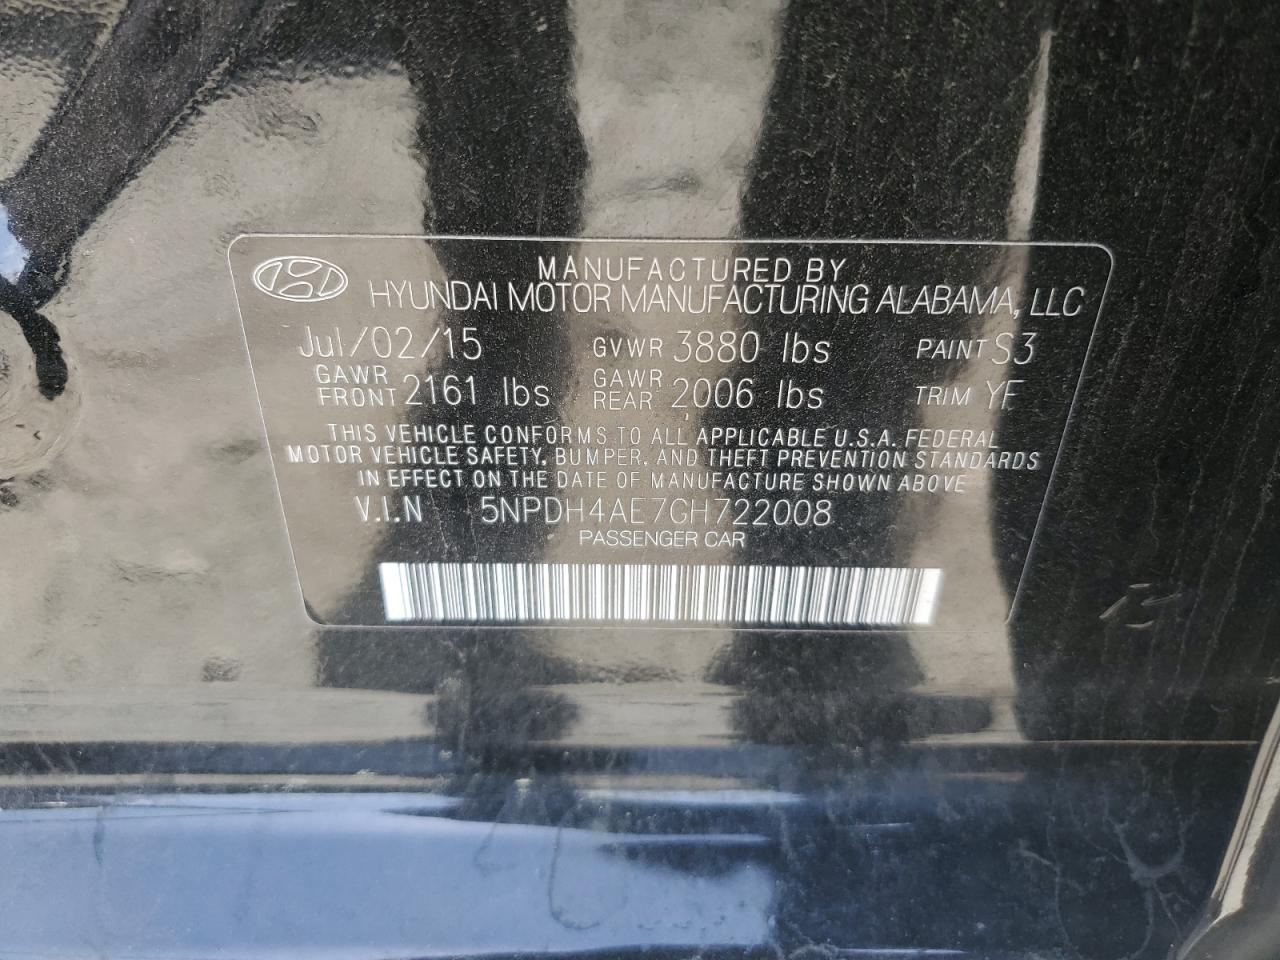 MANUFACTURED BY
HYUNDAI MOTOR MANUFACTURING ALABAMA, LLC
Jul/02/15 GVWR 3880 lbs PAINT S3
GAWR FRONT 2161 lbs GAWR REAR 2006 lbs TRIM YF
THIS VEHICLE CONFORMS TO ALL APPLICABLE U.S.A. FEDERAL
MOTOR VEHICLE SAFETY, BUMPER, AND THEFT PREVENTION STANDARDS
IN EFFECT ON THE DATE OF MANUFACTURE SHOWN ABOVE
V.I.N 5NPDH4AE7GH722008
PASSENGER CAR